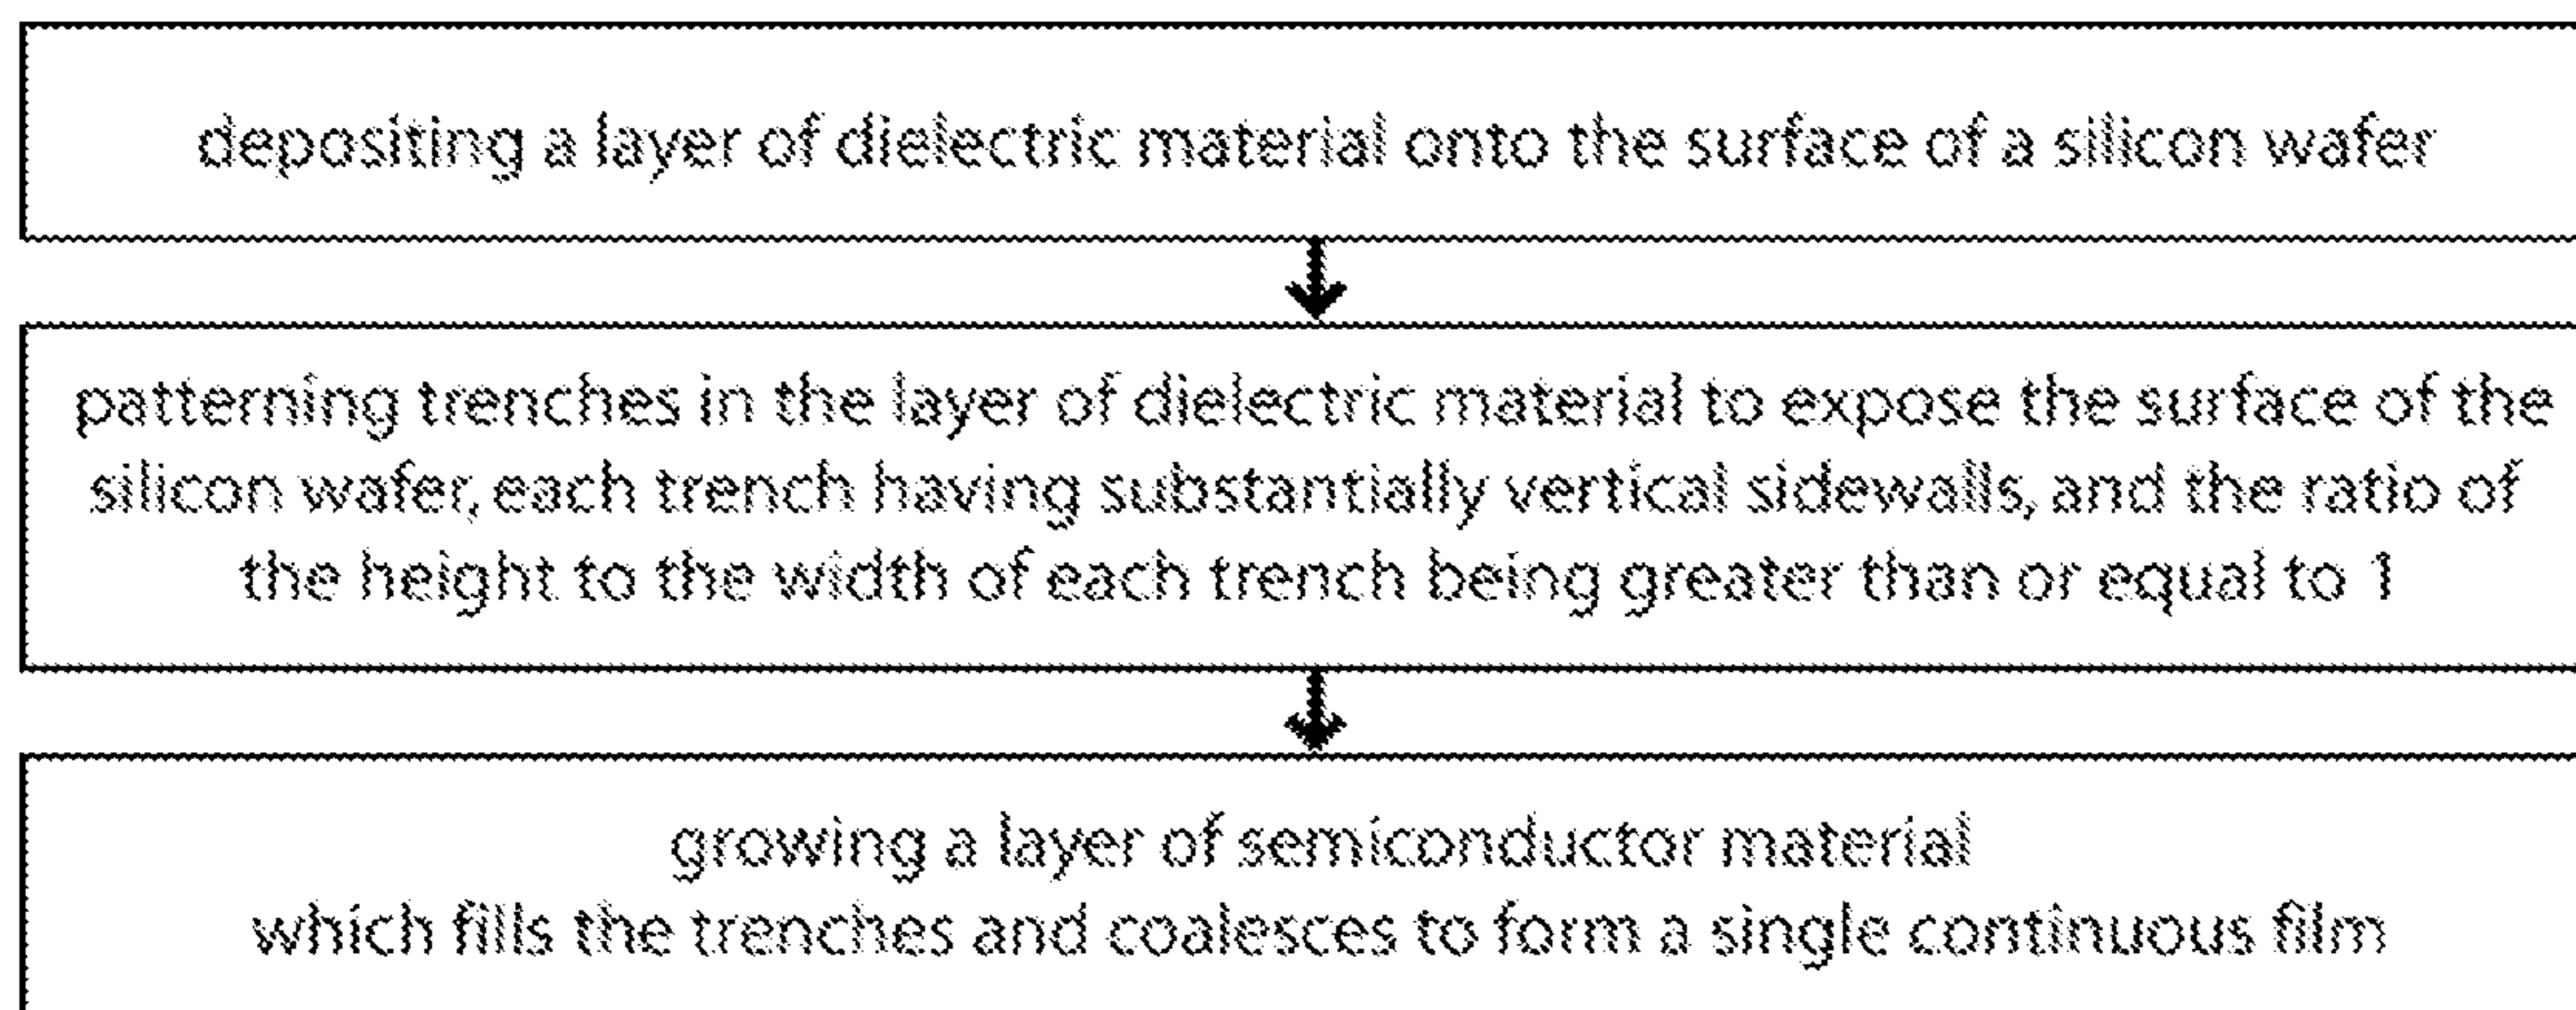 depositing a layer of dielectric material onto the surface of a silicon wafer
patterning trenches in the layer of dielectric material to expose the surface of the
silicon wafer, each trench having substantially vertical sidewalls, and the ratio of
the height to the width of each trench being greater than or equal to 1
growing a layer of semiconductor material
which fills the trenches and coalesces to form a single continuous film